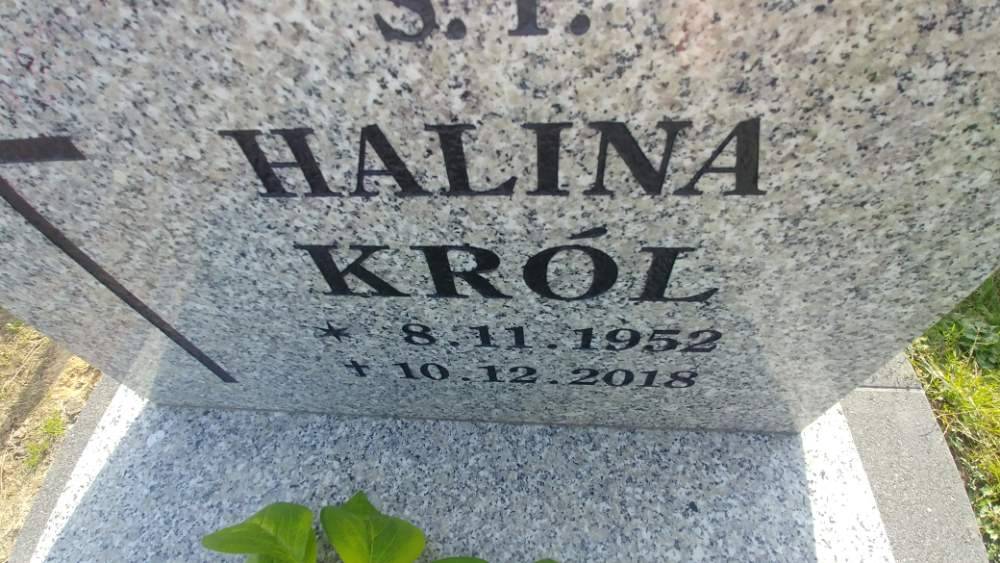 Ś.P.
HALINA
KRÓL
* 8.11.1952
✝ 10.12.2018